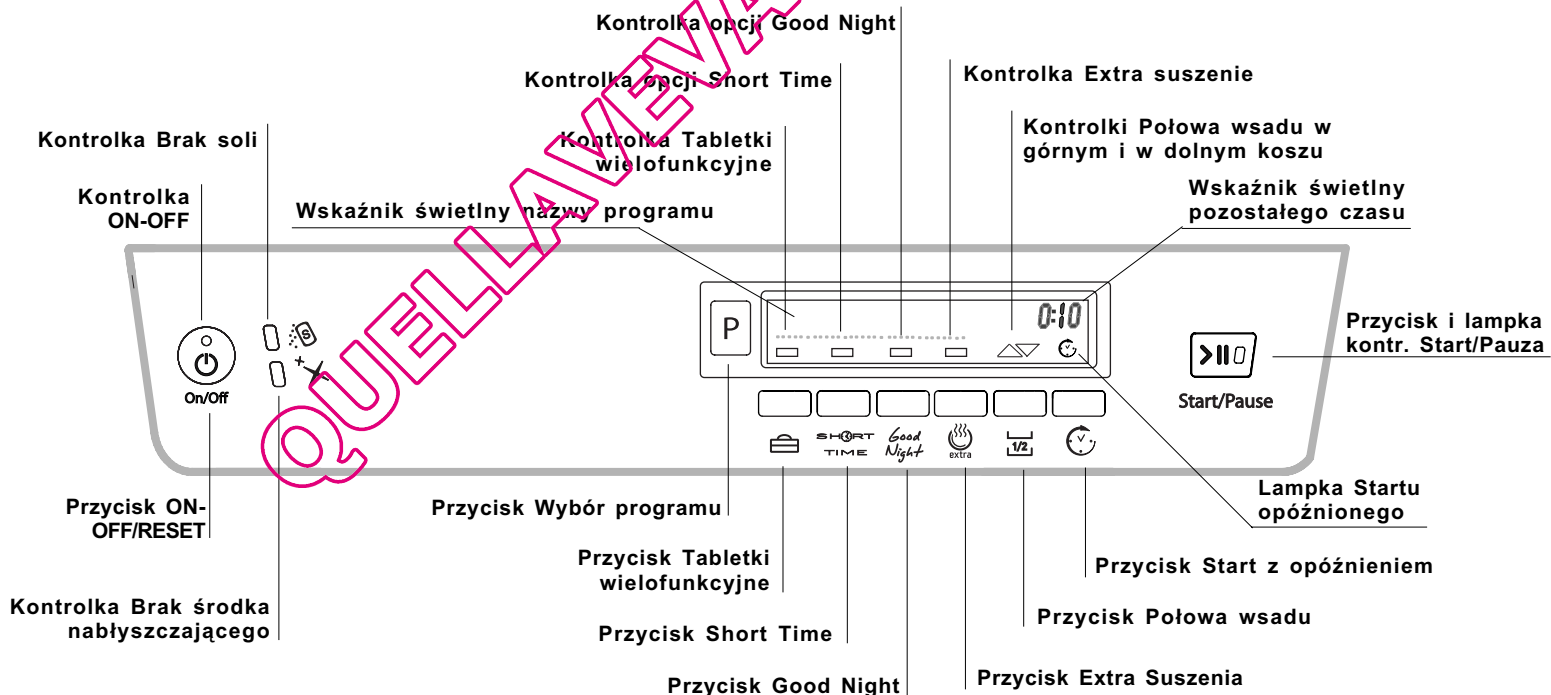 Kontrolka opcji Good Night
Kontrolka opcji Short Time
Kontrolka Extra suszenie
Kontrolka Brak soli
Kontrolka Tabletki
wielofunkcyjne
Kontrolki Połowa wsadu w
górnym i w dolnym koszu
Kontrolka
ON-OFF
Wskaźnik świetlny nazwy programu
Wskaźnik świetlny
pozostałego czasu
P
0:10
S
On/Off
Przycisk i lampka
kontr. Start/Pauza
Start/Pause
SHORT
TIME
Good
Night
extra
1/2
Przycisk ON-
OFF/RESET
Przycisk Wybór programu
Lampka Startu
opóźnionego
Przycisk Tabletki
wielofunkcyjne
Przycisk Start z opóźnieniem
Kontrolka Brak środka
nabłyszczającego
Przycisk Short Time
Przycisk Połowa wsadu
Przycisk Good Night
Przycisk Extra Suszenia